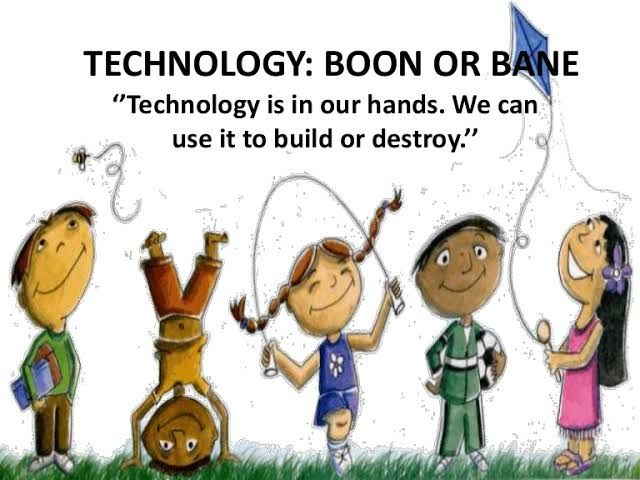 TECHNOLOGY: BOON OR BANE
‘’Technology is in our hands. We can
use it to build or destroy.’’